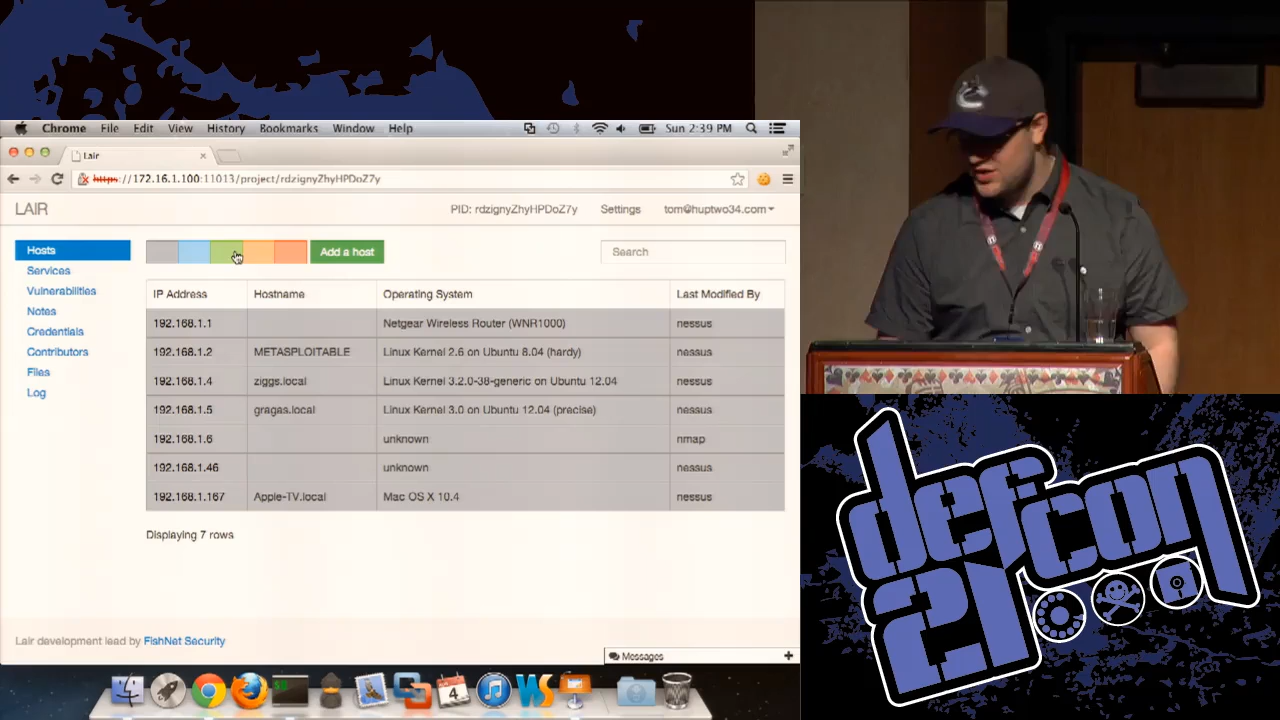 Chrome File Edit View History Bookmarks Window Help Sun 2:39 PM
Lair
https://172.16.1.100:11013/project/rdzignyZhyHPDoZ7y
LAIR PID: rdzignyZhyHPDoZ7y Settings tom@huptwo34.com
Hosts
Services
Vulnerabilities
Notes
Credentials
Contributors
Files
Log
Add a host Search
IP Address Hostname Operating System Last Modified By
192.168.1.1 Netgear Wireless Router (WNR1000) nessus
192.168.1.2 METASPLOITABLE Linux Kernel 2.6 on Ubuntu 8.04 (hardy) nessus
192.168.1.4 ziggs.local Linux Kernel 3.2.0-38-generic on Ubuntu 12.04 nessus
192.168.1.5 gragas.local Linux Kernel 3.0 on Ubuntu 12.04 (precise) nessus
192.168.1.6 unknown nmap
192.168.1.46 unknown nessus
192.168.1.167 Apple-TV.local Mac OS X 10.4 nessus
Displaying 7 rows
Lair development lead by FishNet Security
Messages +
4
defcon
21